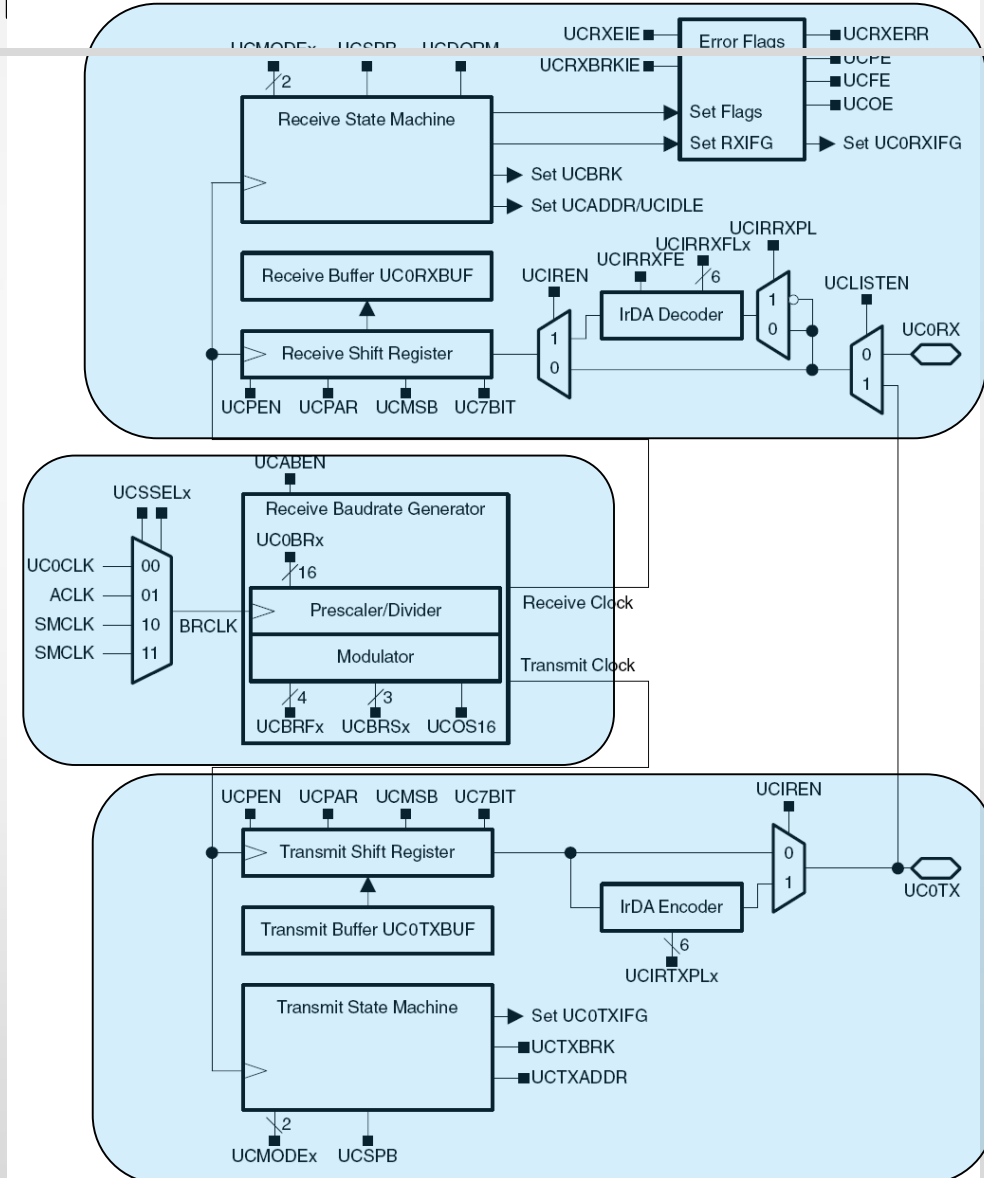 UCRXEIE
Error Flags
UCRXERR
UCMODEx UCSPB UCDORM
UCRXBRKIE
UCPE
UCFE
UCOE
2
Receive State Machine
Set Flags
Set RXIFG
Set UC0RXIFG
Set UCBRK
Set UCADDR/UCIDLE
UCIRRXPL
UCIRRXFLx
UCIRRXFE
6
UCIREN
UCLISTEN
Receive Buffer UC0RXBUF
IrDA Decoder
1
0
UC0RX
Receive Shift Register
1
0
0
1
UCPEN UCPAR UCMSB UC7BIT
UCABEN
UCSSELx
Receive Baudrate Generator
UC0BRx
16
UC0CLK 00
ACLK 01
SMCLK 10
SMCLK 11
BRCLK
Prescaler/Divider
Modulator
Receive Clock
Transmit Clock
4
3
UCBRFx UCBRSx UCOS16
UCPEN UCPAR UCMSB UC7BIT
UCIREN
Transmit Shift Register
0
1
UC0TX
IrDA Encoder
Transmit Buffer UC0TXBUF
6
UCIRTXPLx
Transmit State Machine
Set UC0TXIFG
UCTXBRK
UCTXADDR
2
UCMODEx UCSPB